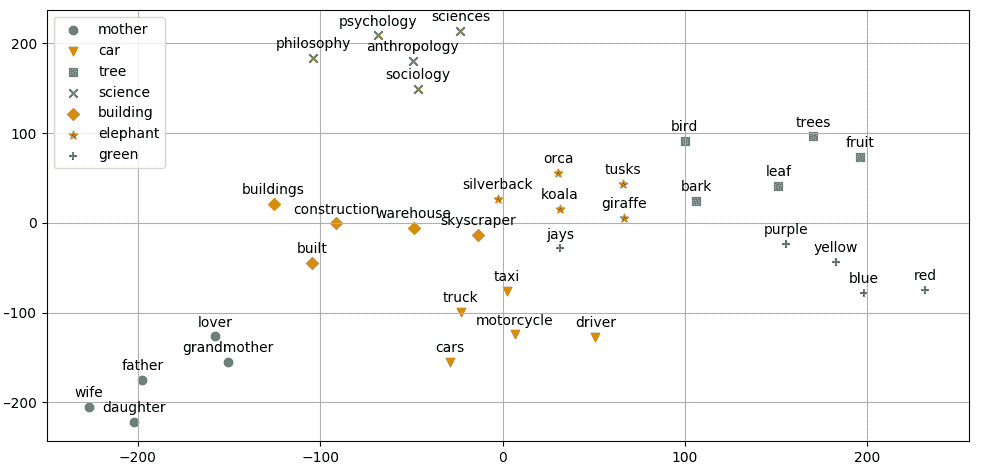 mother
car
tree
science
building
elephant
green
psychology
sciences
philosophy
anthropology
sociology
bird
trees
fruit
orca
tusks
leaf
silverback
koala
bark
giraffe
buildings
construction
warehouse
skyscraper
jays
purple
built
yellow
taxi
blue
red
truck
motorcycle
driver
lover
grandmother
cars
father
wife
daughter
200
100
0
−100
−200
−200
−100
0
100
200